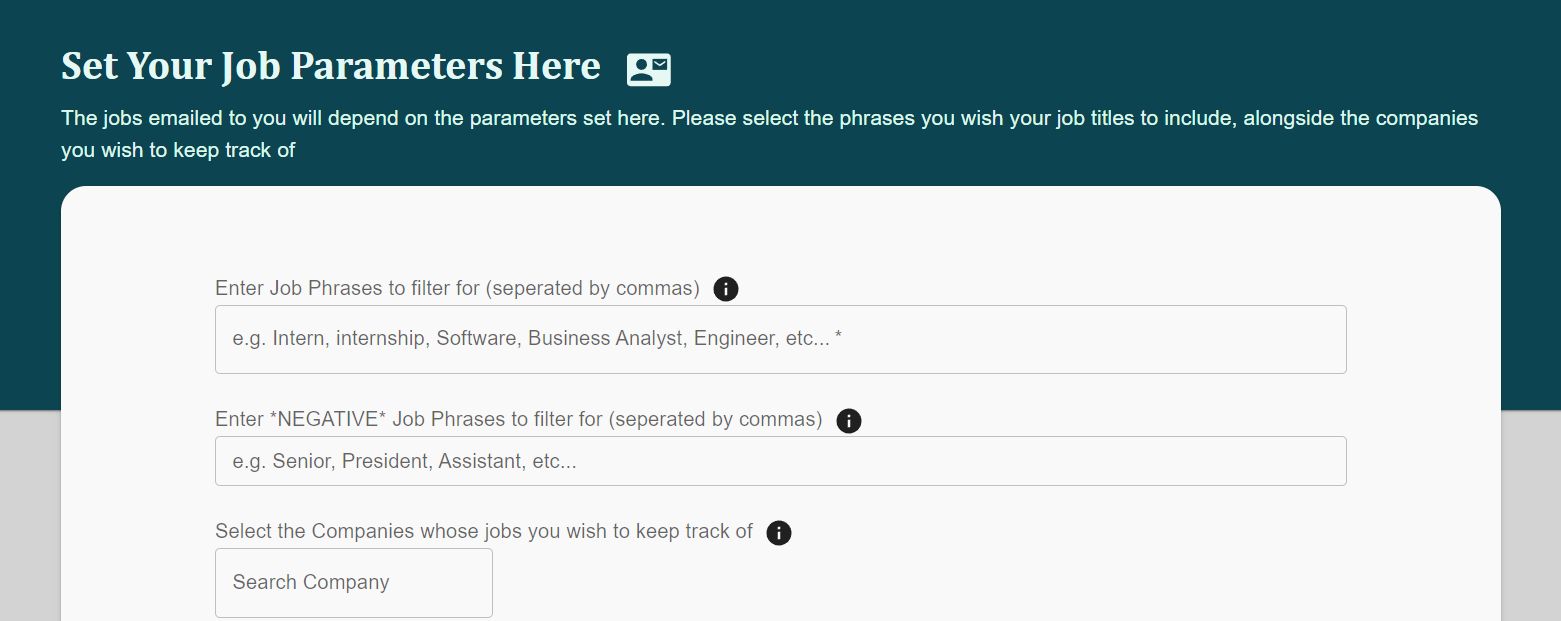 Set Your Job Parameters Here
The jobs emailed to you will depend on the parameters set here. Please select the phrases you wish your job titles to include, alongside the companies
you wish to keep track of
Enter Job Phrases to filter for (seperated by commas)
e.g. Intern, internship, Software, Business Analyst, Engineer, etc... *
Enter *NEGATIVE* Job Phrases to filter for (seperated by commas)
e.g. Senior, President, Assistant, etc...
Select the Companies whose jobs you wish to keep track of
Search Company